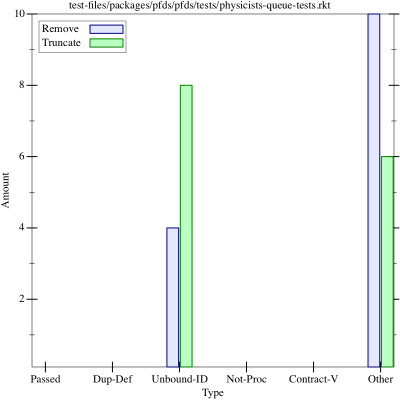 test-files/packages/pfds/pfds/tests/physicists-queue-tests.rkt
10
Remove
Truncate
8
6
4
2
Amount
Passed Dup-Def Unbound-ID Not-Proc Contract-V Other
Type